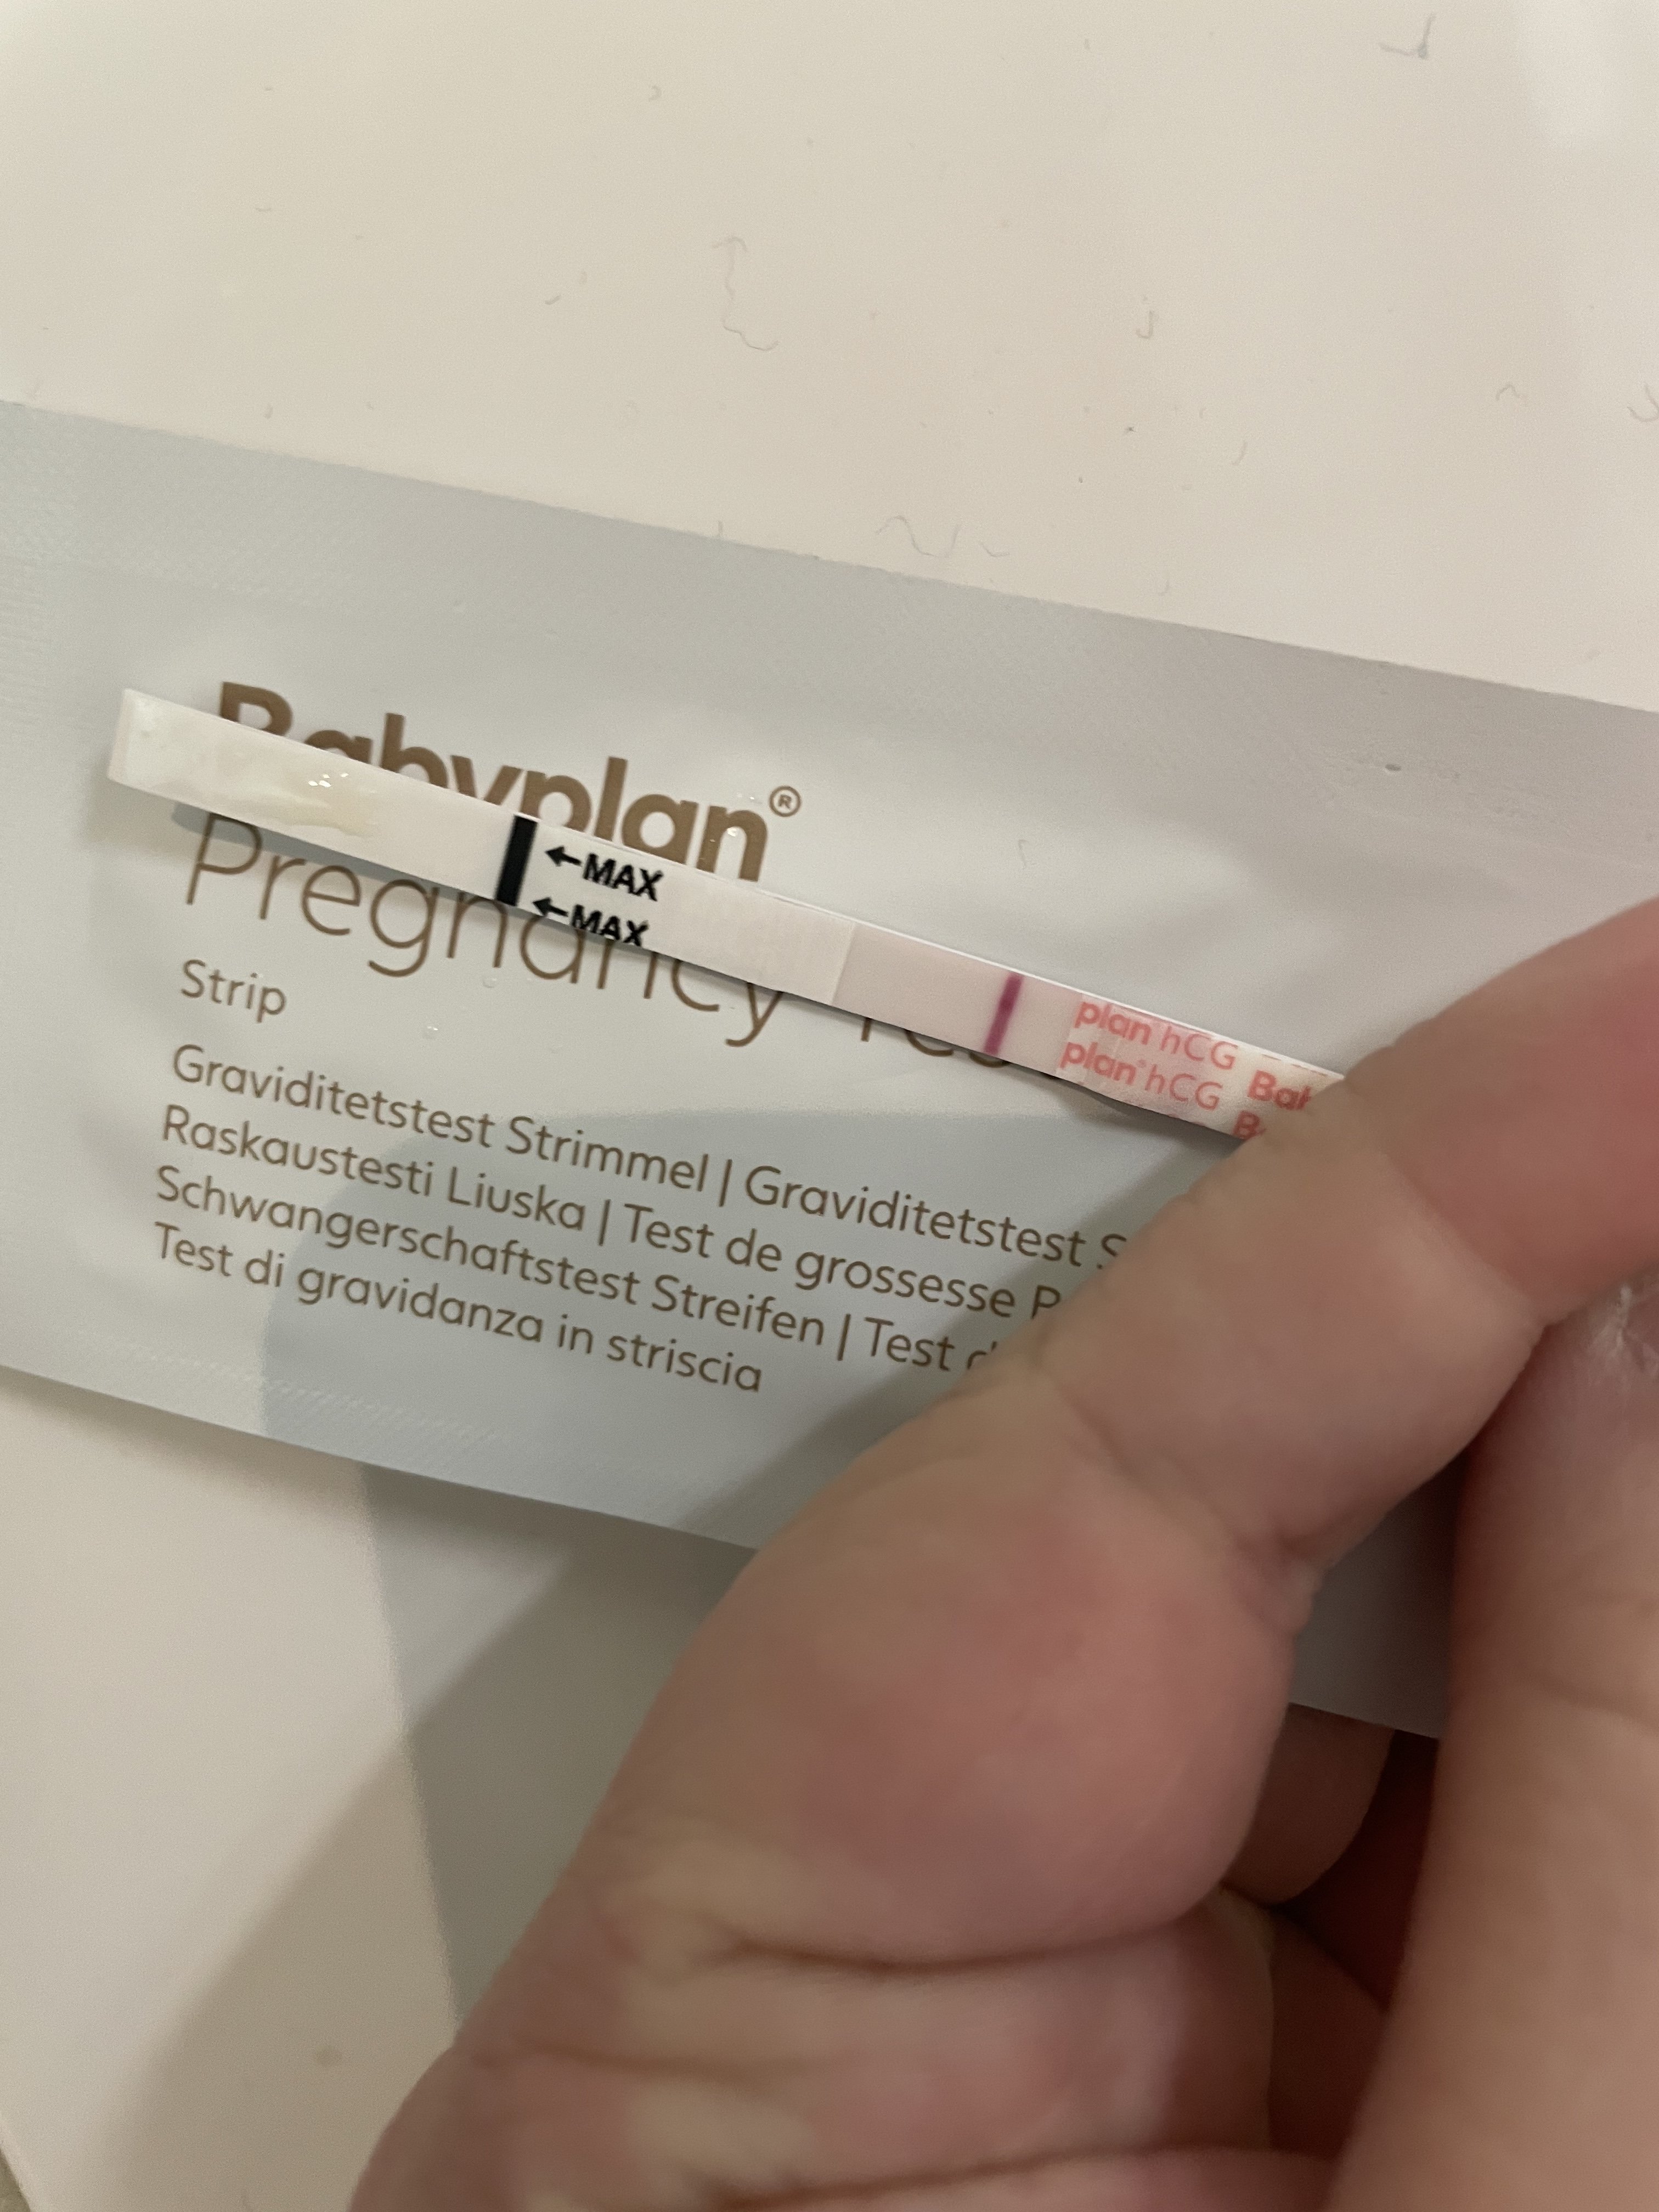 Babyplan®
Pregnancy
Strip
Graviditetstest Strimmel | Graviditetstest S
Raskaustesti Liuska | Test de grossesse
Schwangerschaftstest Streifen | Test
Test di gravidanza in striscia
←MAX
←MAX
plan hCG
plan® hCG